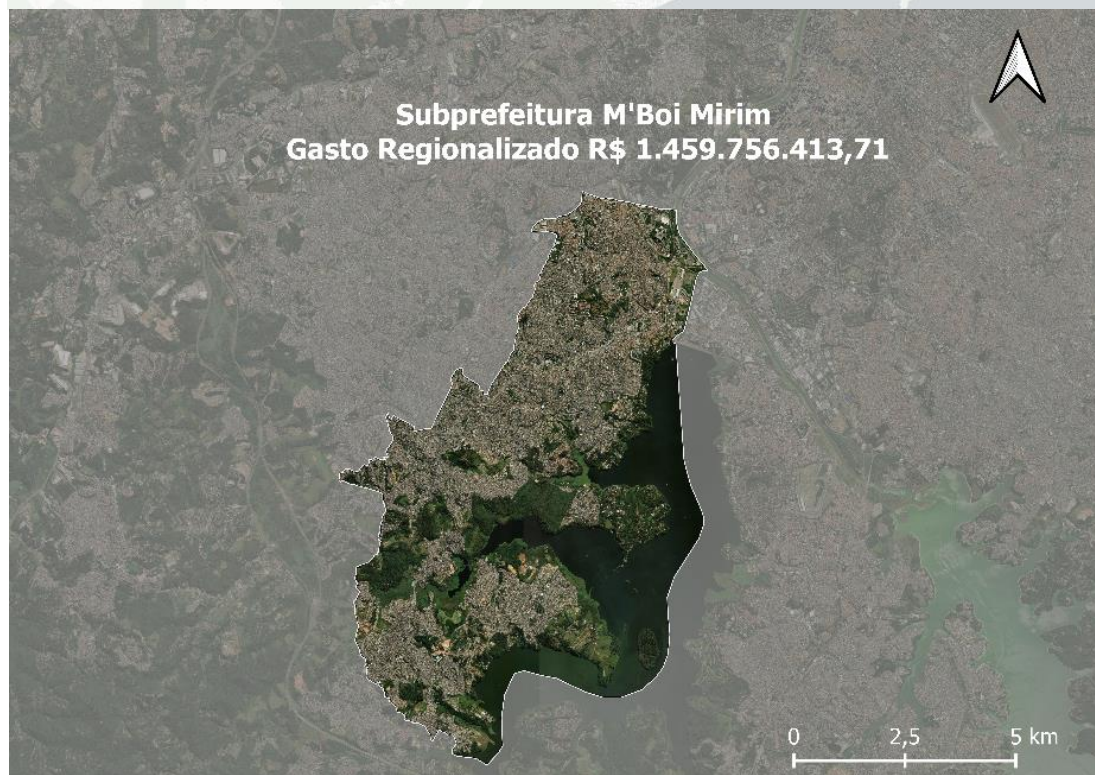 Subprefeitura M'Boi Mirim
Gasto Regionalizado R$ 1.459.756.413,71
0 2,5 5 km